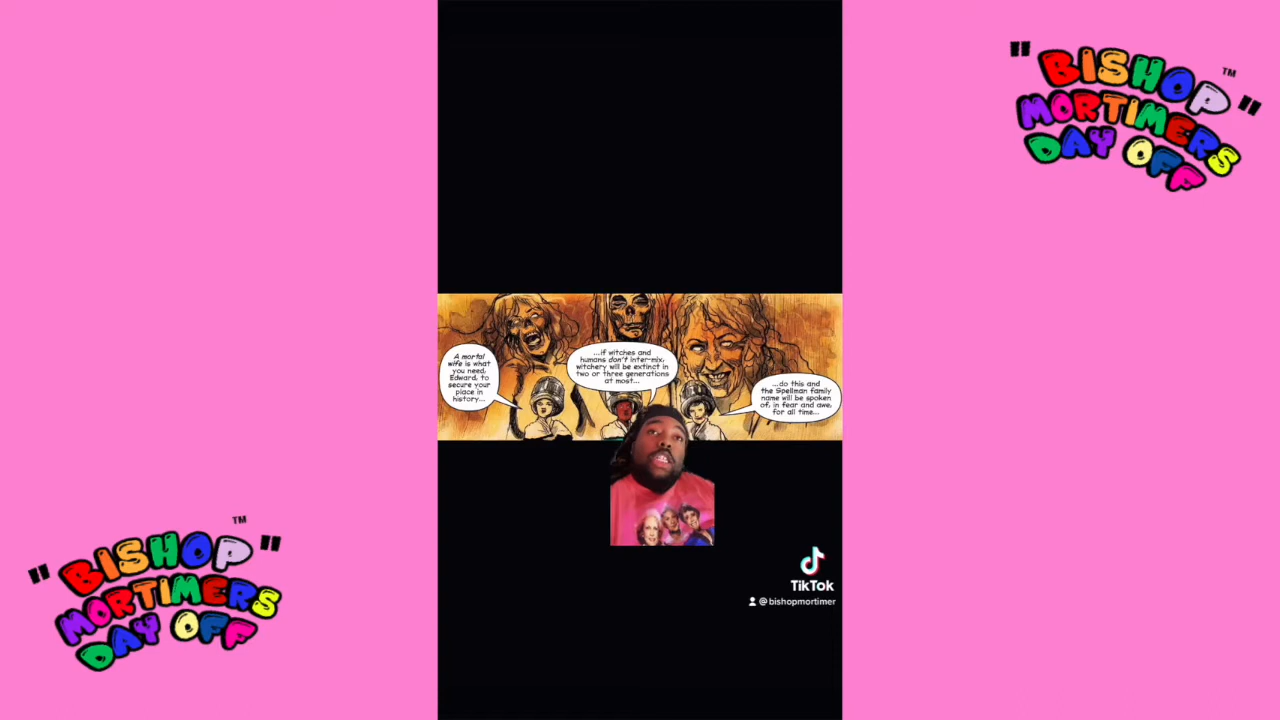 " BISHOP ™
MORTIMERS "
DAY OFF
A mortal
wife is what
you need,
Edward, to
secure your
place in
history...
...if witches and
humans don't inter-mix,
witchery will be extinct in
two or three generations
at most...
...do this and
the Spellman family
name will be spoken
of, in fear and awe,
for all time...
TikTok
@bishopmortimer
" BISHOP ™ "
MORTIMERS
DAY OFF